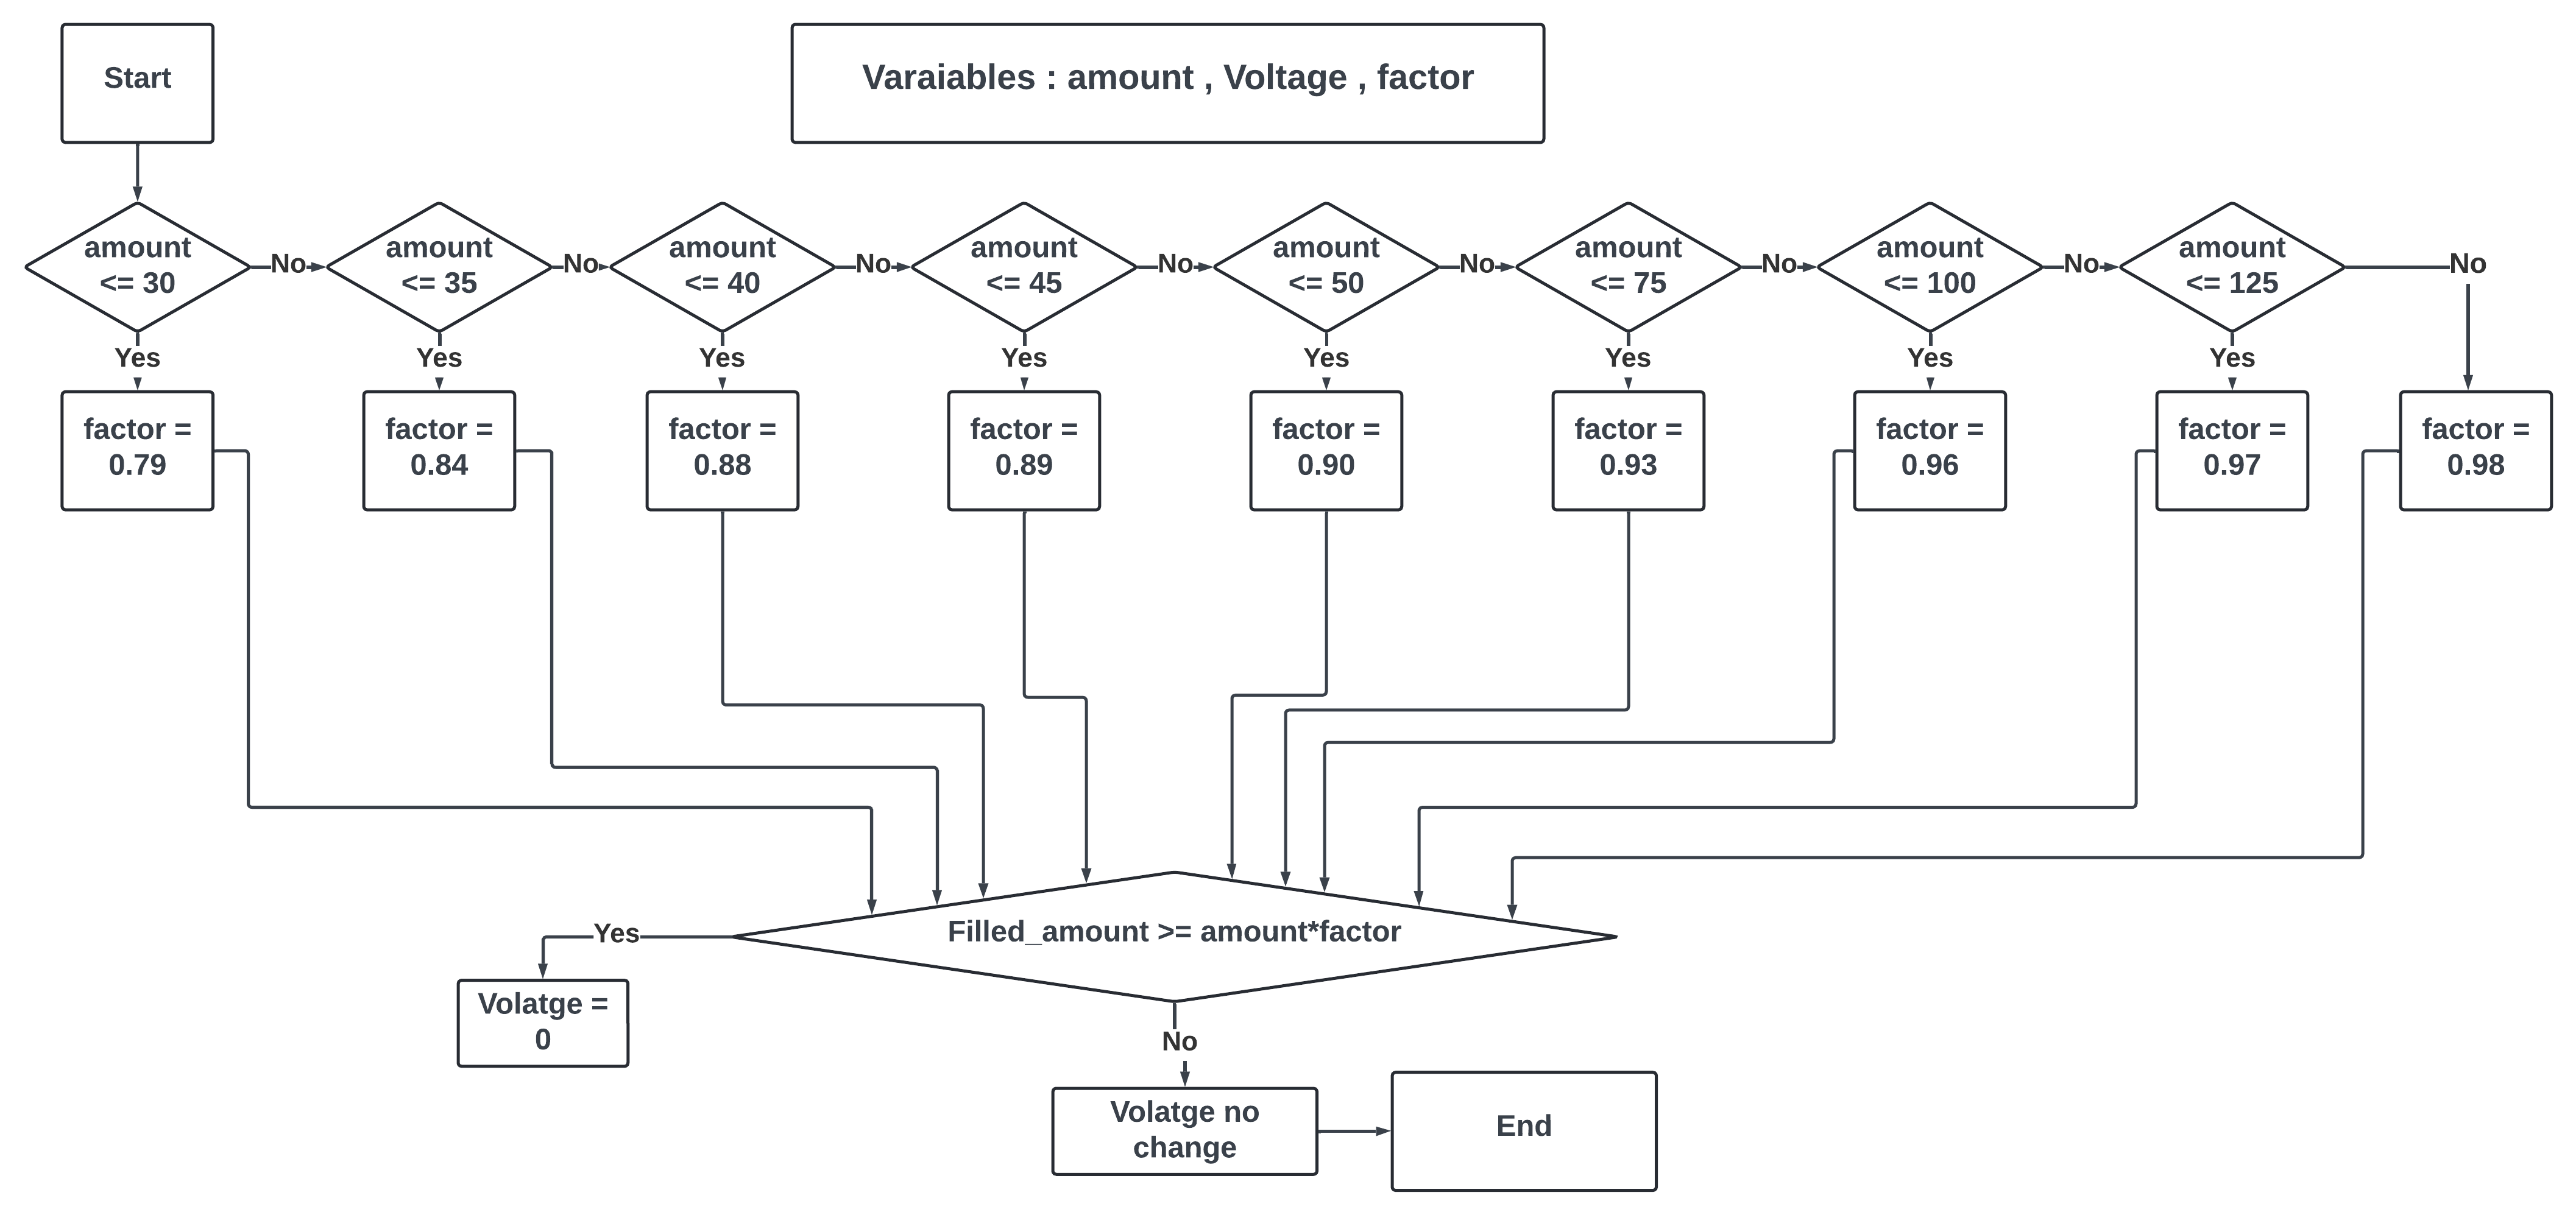 Start
Varaiables : amount , Voltage , factor
amount
<= 30
No
amount
<= 35
No
amount
<= 40
No
amount
<= 45
No
amount
<= 50
No
amount
<= 75
No
amount
<= 100
No
amount
<= 125
No
Yes
Yes
Yes
Yes
Yes
Yes
Yes
Yes
factor =
0.79
factor =
0.84
factor =
0.88
factor =
0.89
factor =
0.90
factor =
0.93
factor =
0.96
factor =
0.97
factor =
0.98
Filled_amount >= amount*factor
Yes
Volatge =
0
No
Volatge no
change
End